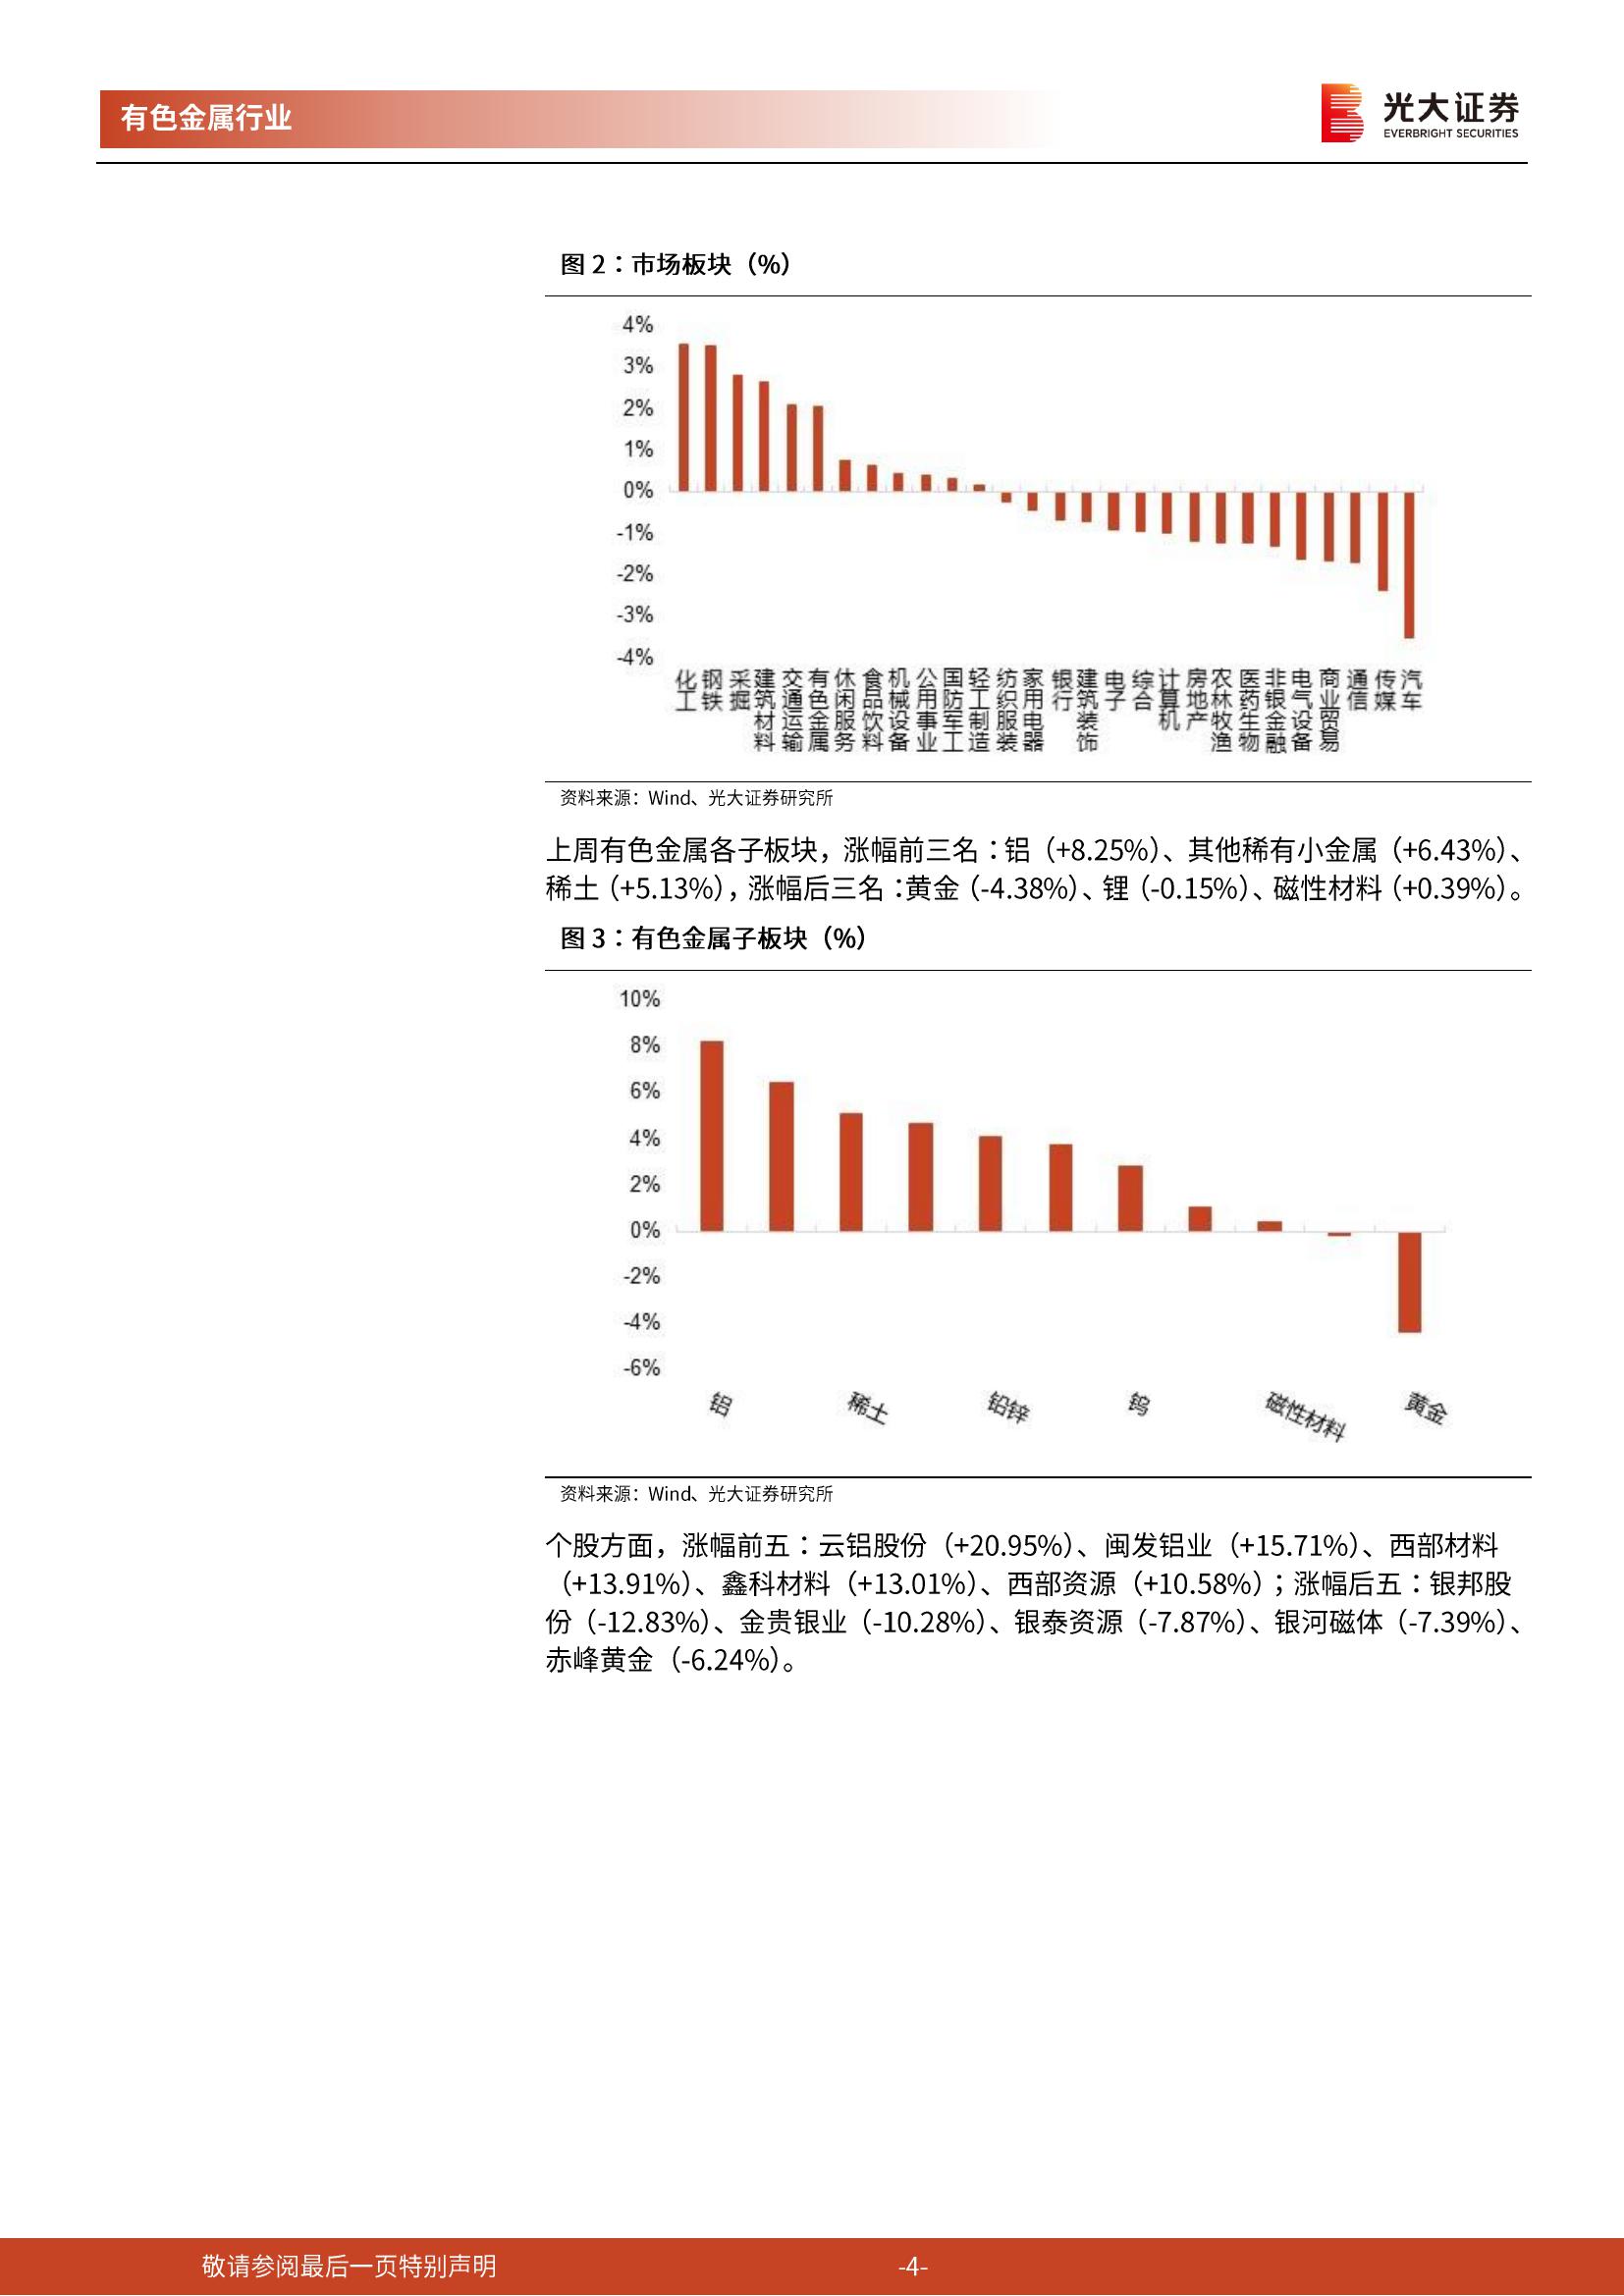 有色金属行业
光大证券
EVERBRIGHT SECURITIES
图 2：市场板块（%）
4%
3%
2%
1%
0%
-1%
-2%
-3%
-4%
化工
钢铁
采掘
建筑材料
交通运输
有色金属
休闲服务
食品饮料
机械设备
公用事业
国防军工
轻工制造
纺织服装
家用电器
银行
建筑装饰
电子
综合
计算机
房地产
农林牧渔
医药生物
非银金融
电气设备
商业贸易
通信
传媒
汽车
资料来源：Wind、光大证券研究所
上周有色金属各子板块，涨幅前三名：铝（+8.25%）、其他稀有小金属（+6.43%）、
稀土（+5.13%），涨幅后三名：黄金（-4.38%）、锂（-0.15%）、磁性材料（+0.39%）。
图 3：有色金属子板块（%）
10%
8%
6%
4%
2%
0%
-2%
-4%
-6%
铝
稀土
铅锌
钨
磁性材料
黄金
资料来源：Wind、光大证券研究所
个股方面，涨幅前五：云铝股份（+20.95%）、闽发铝业（+15.71%）、西部材料
（+13.91%）、鑫科材料（+13.01%）、西部资源（+10.58%）；涨幅后五：银邦股
份（-12.83%）、金贵银业（-10.28%）、银泰资源（-7.87%）、银河磁体（-7.39%）、
赤峰黄金（-6.24%）。
敬请参阅最后一页特别声明
-4-